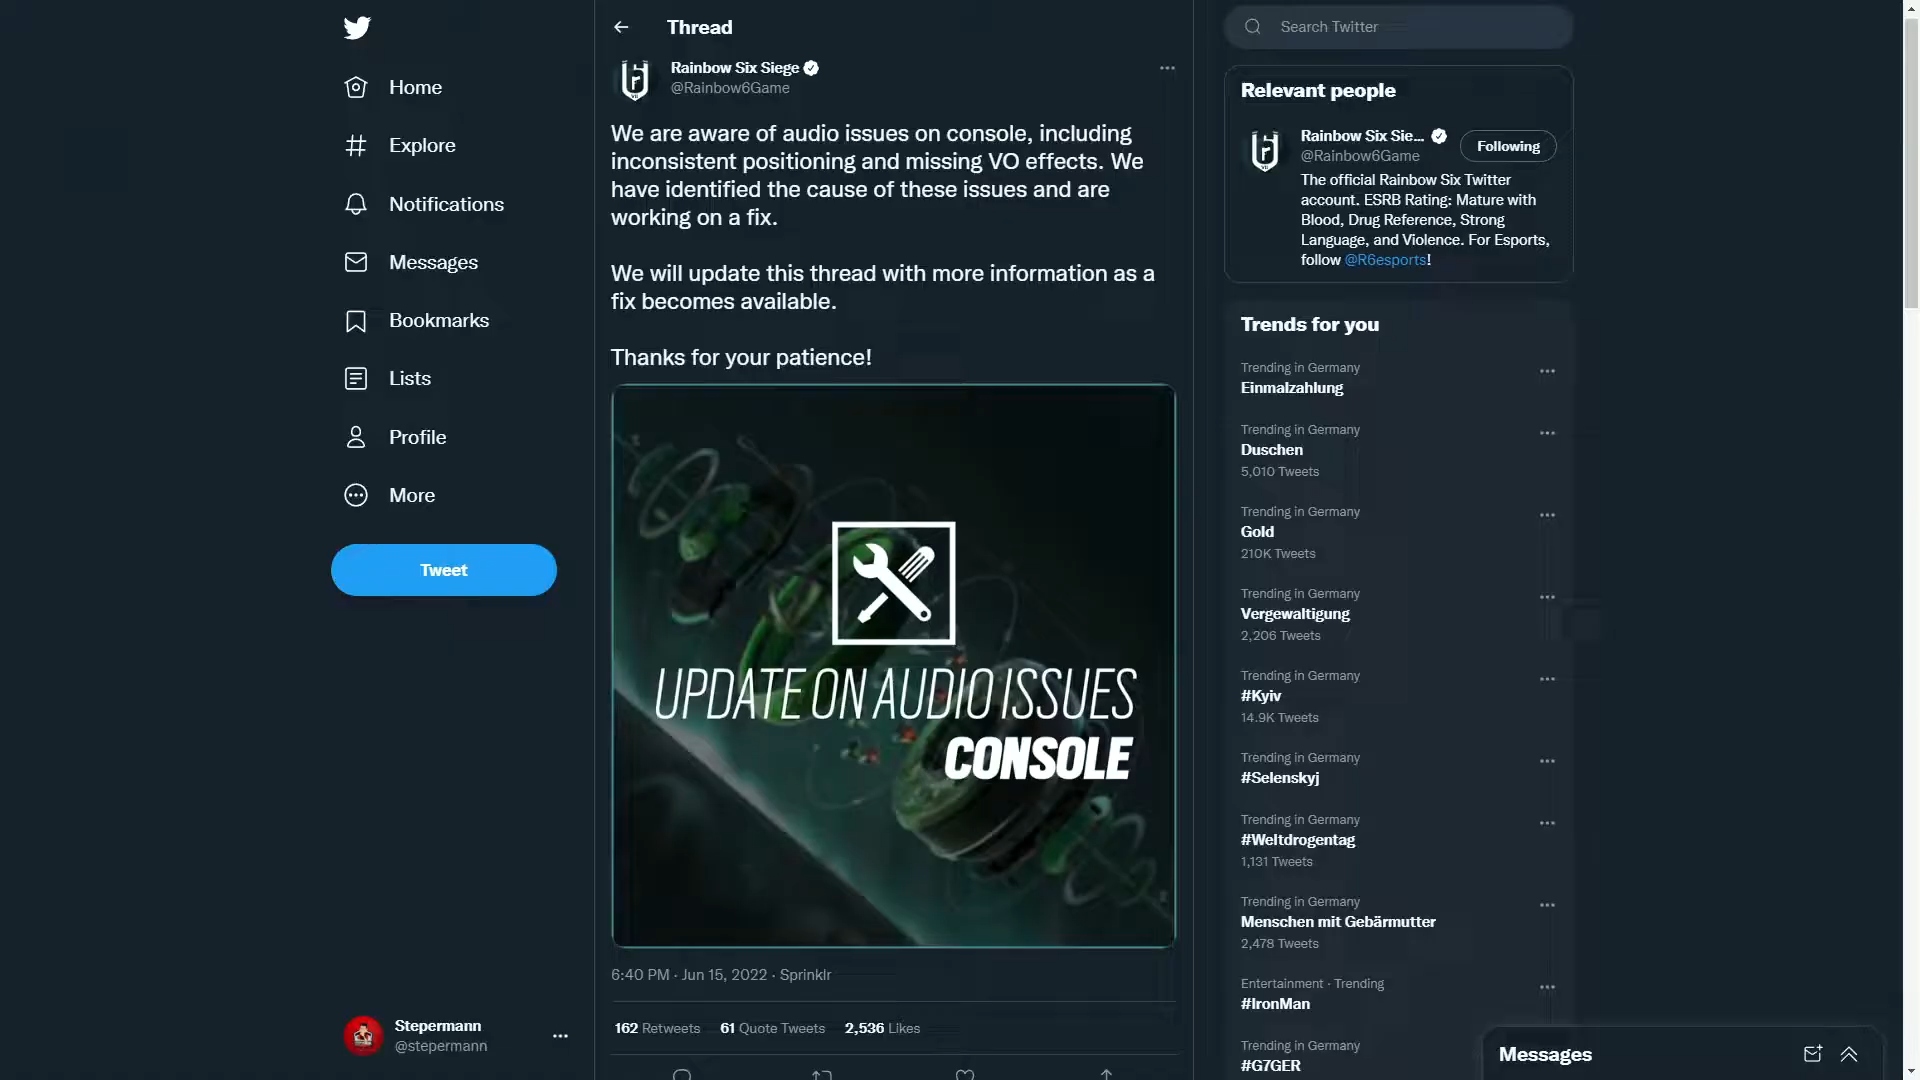 Home
Explore
Notifications
Messages
Bookmarks
Lists
Profile
More
Tweet
Stepermann
@stepermann
Thread
Rainbow Six Siege
@Rainbow6Game
We are aware of audio issues on console, including
inconsistent positioning and missing VO effects. We
have identified the cause of these issues and are
working on a fix.
We will update this thread with more information as a
fix becomes available.
Thanks for your patience!
UPDATE ON AUDIO ISSUES
CONSOLE
6:40 PM · Jun 15, 2022 · Sprinklr
162 Retweets 61 Quote Tweets 2,536 Likes
Search Twitter
Relevant people
Rainbow Six Sie...
@Rainbow6Game
Following
The official Rainbow Six Twitter
account. ESRB Rating: Mature with
Blood, Drug Reference, Strong
Language, and Violence. For Esports,
follow @R6esports!
Trends for you
Trending in Germany
Einmalzahlung
Trending in Germany
Duschen
5,010 Tweets
Trending in Germany
Gold
210K Tweets
Trending in Germany
Vergewaltigung
2,206 Tweets
Trending in Germany
#Kyiv
14.9K Tweets
Trending in Germany
#Selenskyj
Trending in Germany
#Weltdrogentag
1,131 Tweets
Trending in Germany
Menschen mit Gebärmutter
2,478 Tweets
Entertainment · Trending
#IronMan
Trending in Germany
#G7GER
Messages